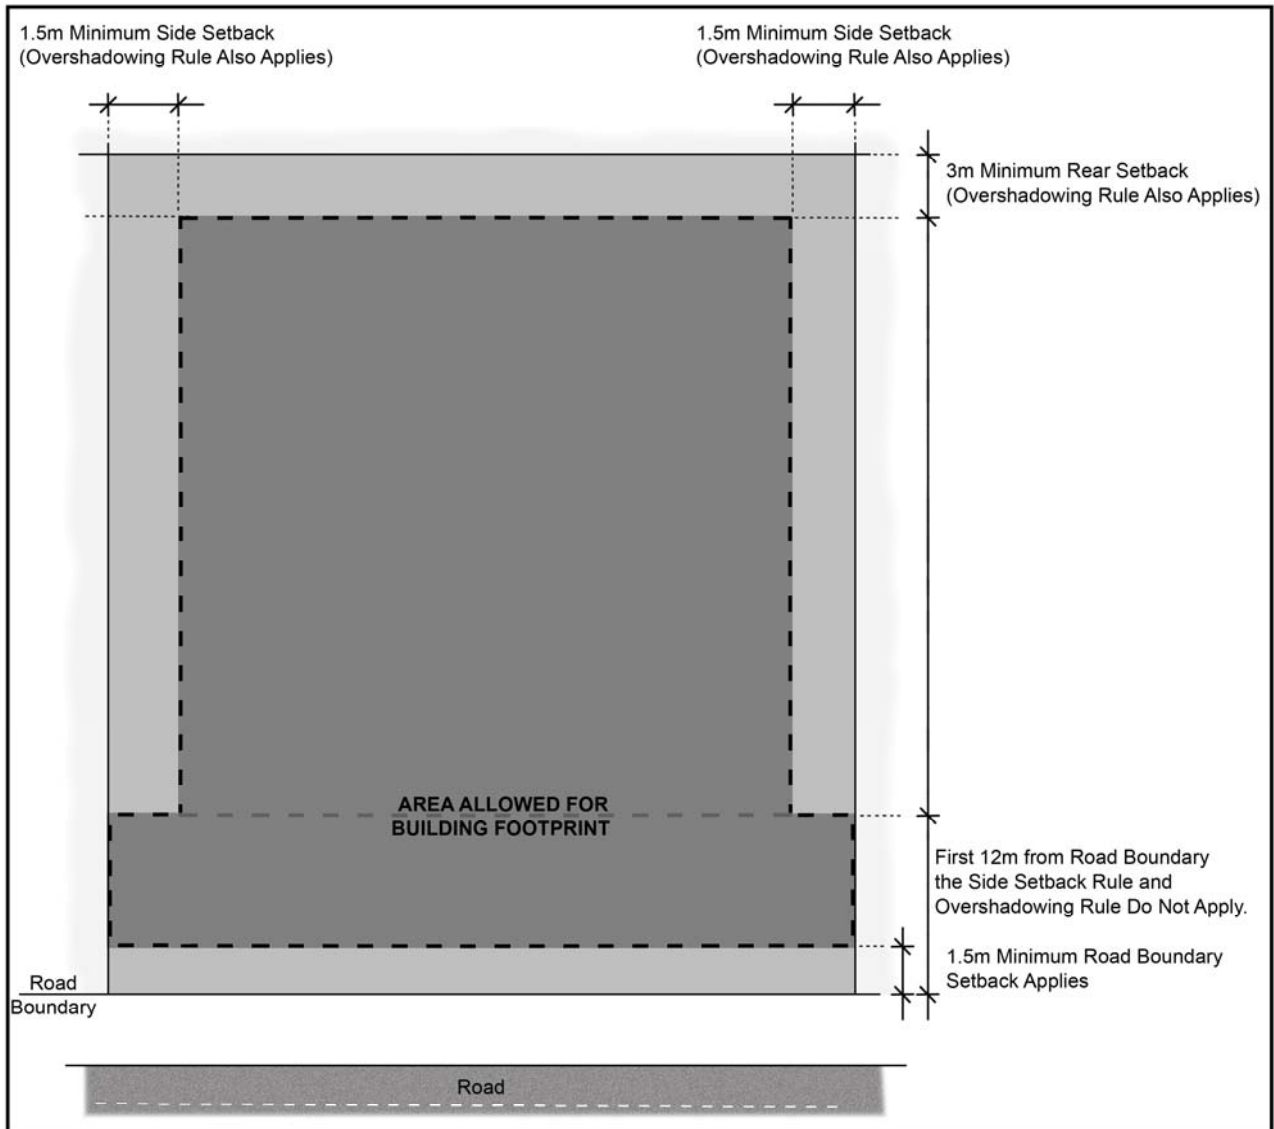 1.5m Minimum Side Setback
(Overshadowing Rule Also Applies)
1.5m Minimum Side Setback
(Overshadowing Rule Also Applies)
3m Minimum Rear Setback
(Overshadowing Rule Also Applies)
AREA ALLOWED FOR
BUILDING FOOTPRINT
First 12m from Road Boundary
the Side Setback Rule and
Overshadowing Rule Do Not Apply.
1.5m Minimum Road Boundary
Setback Applies
Road
Boundary
Road